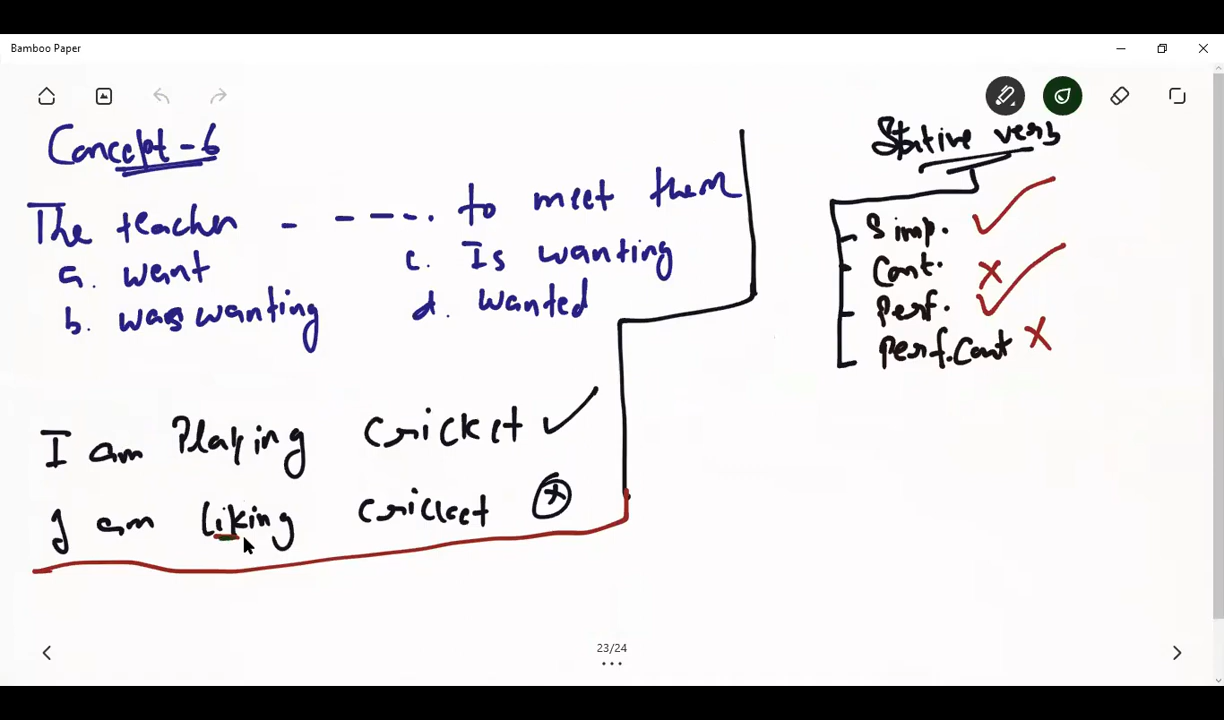 Bamboo Paper
Concept-6
The teacher - ---- to meet them
a. want
c. Is wanting
b. was wanting
d. wanted
I am Playing cricket ✓
I am liking cricket ⓧ
Stative verb
Simp. ✓
Cont. ✗
Perf. ✓
Perf.Cont ✗
23/24